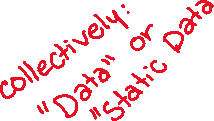 collectively:
"Data" or
"Static Data